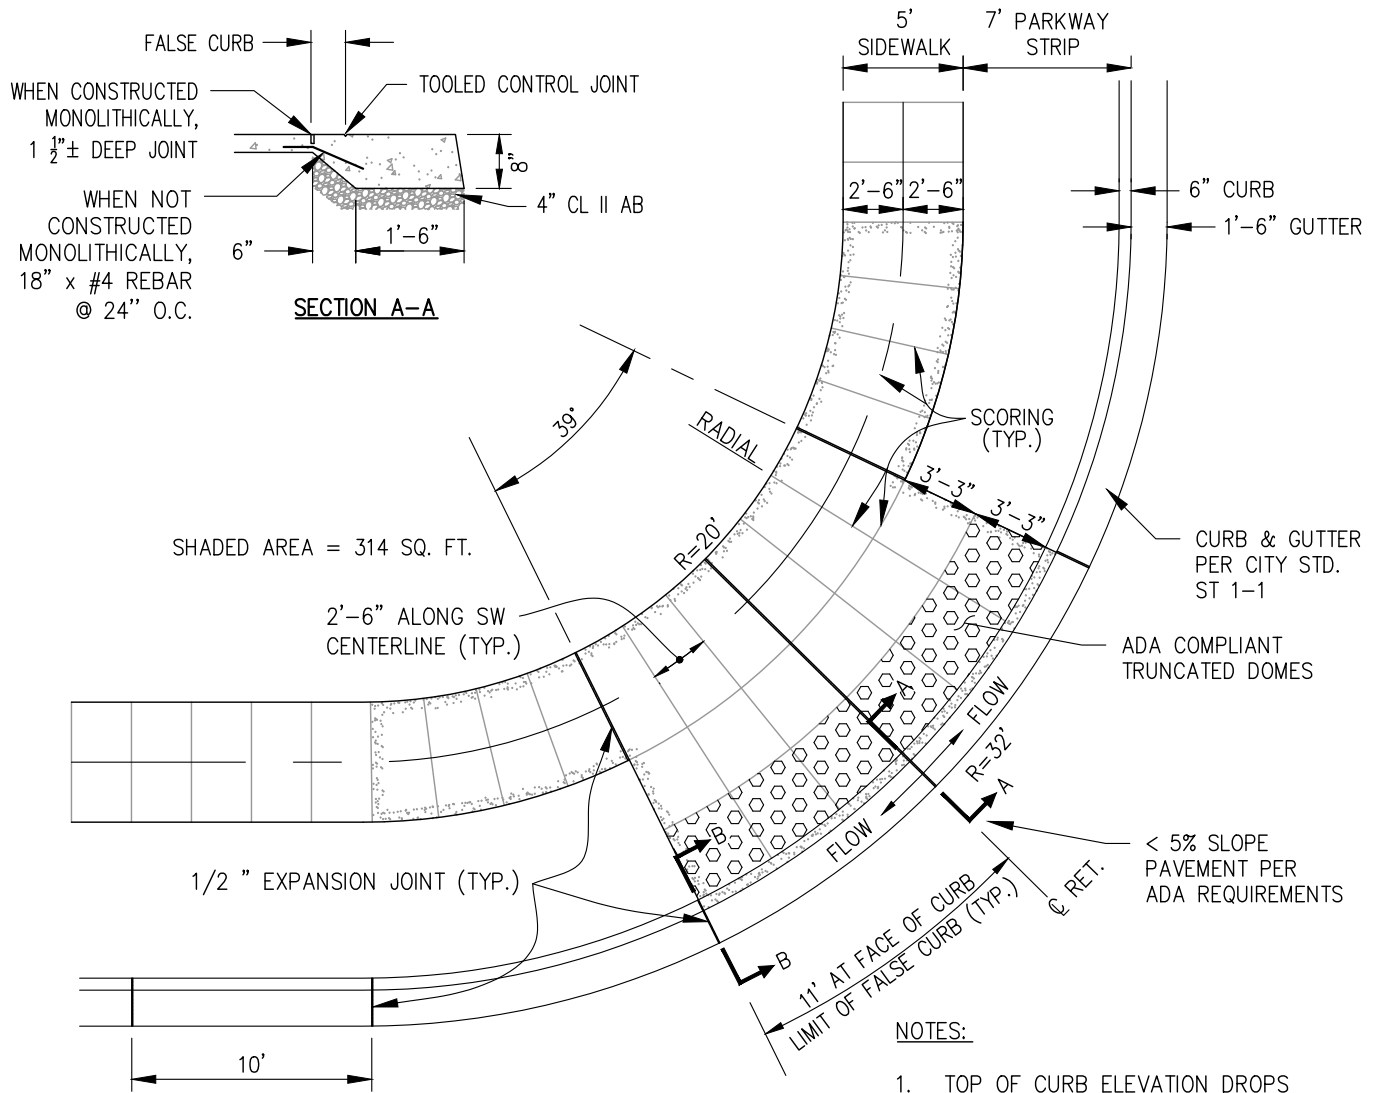 FALSE CURB
TOOLED CONTROL JOINT
WHEN CONSTRUCTED
MONOLITHICALLY,
1 1/2"± DEEP JOINT
WHEN NOT
CONSTRUCTED
MONOLITHICALLY,
18" x #4 REBAR
@ 24'' O.C.
8"
4" CL II AB
6"
1'-6"
SECTION A-A
5'
SIDEWALK
7' PARKWAY
STRIP
2'-6"
2'-6"
6" CURB
1'-6" GUTTER
39°
RADIAL
SCORING
(TYP.)
3'-3"
3'-3"
R=20'
SHADED AREA = 314 SQ. FT.
CURB & GUTTER
PER CITY STD.
ST 1-1
2'-6" ALONG SW
CENTERLINE (TYP.)
ADA COMPLIANT
TRUNCATED DOMES
A
FLOW
R=32'
A
B
FLOW
< 5% SLOPE
PAVEMENT PER
ADA REQUIREMENTS
1/2 " EXPANSION JOINT (TYP.)
℄ RET.
B
11' AT FACE OF CURB
LIMIT OF FALSE CURB (TYP.)
10'
NOTES:
1. TOP OF CURB ELEVATION DROPS